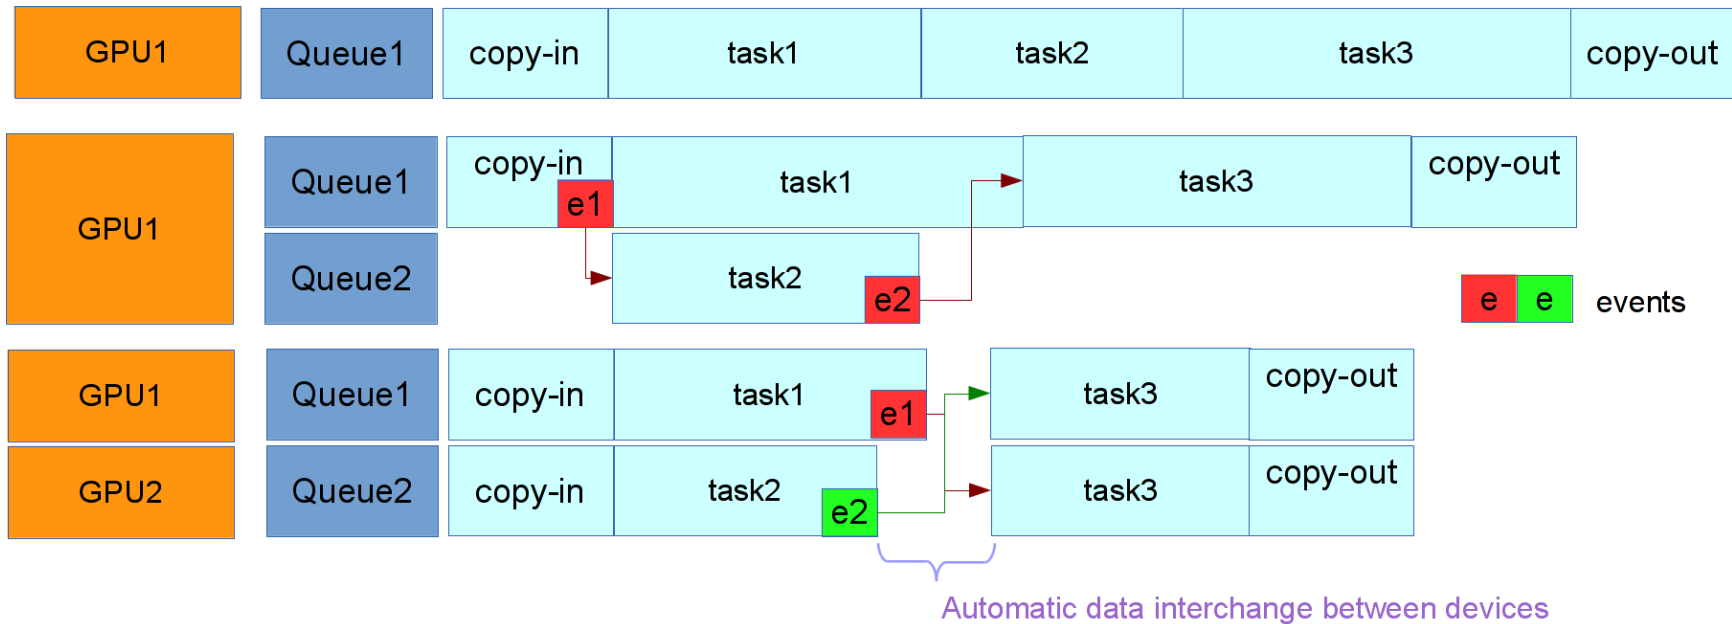 GPU1 Queue1 copy-in task1 task2 task3 copy-out
GPU1 Queue1 copy-in e1 task1 task3 copy-out
Queue2 task2 e2
e e events
GPU1 Queue1 copy-in task1 e1 task3 copy-out
GPU2 Queue2 copy-in task2 e2 task3 copy-out
Automatic data interchange between devices